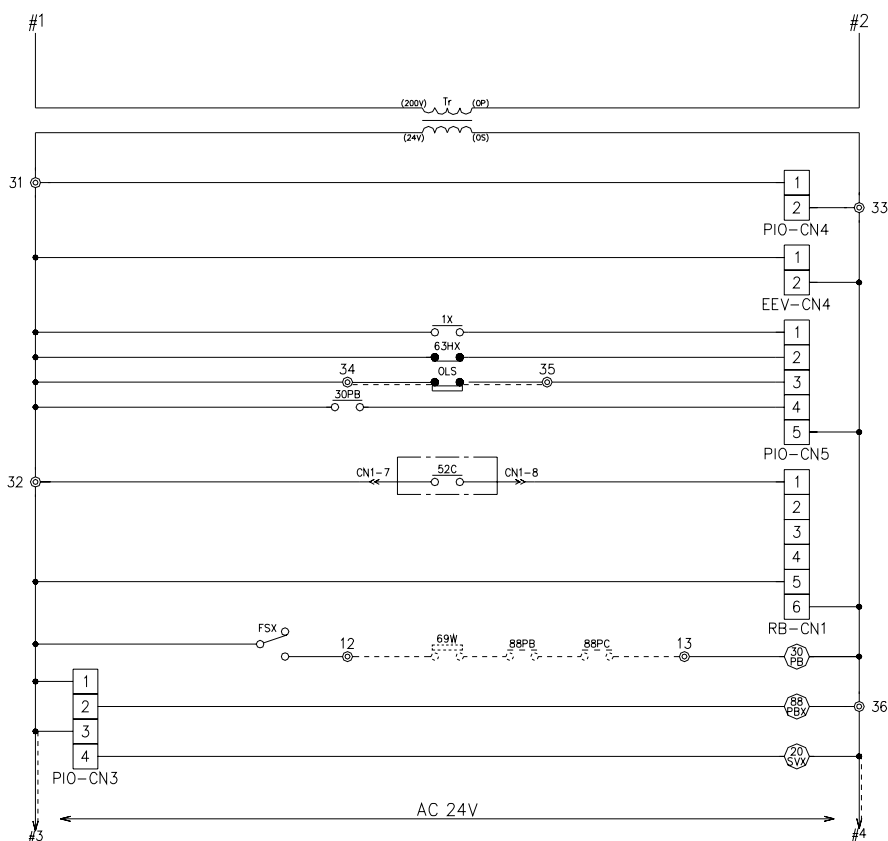 #1 #2
(200V) Tr (0P)
(24V) (0S)
31 1
2 33
PIO-CN4
1
2
EEV-CN4
1X 1
63HX 2
34 OLS 35 3
30PB 4
5
PIO-CN5
32 CN1-7 52C CN1-8 1
2
3
4
5
6
RB-CN1
FSX 12 69W 88PB 88PC 13 30
PB
1
2 88
PBX 36
3
4 20
SVX
PIO-CN3
AC 24V
#3 #4